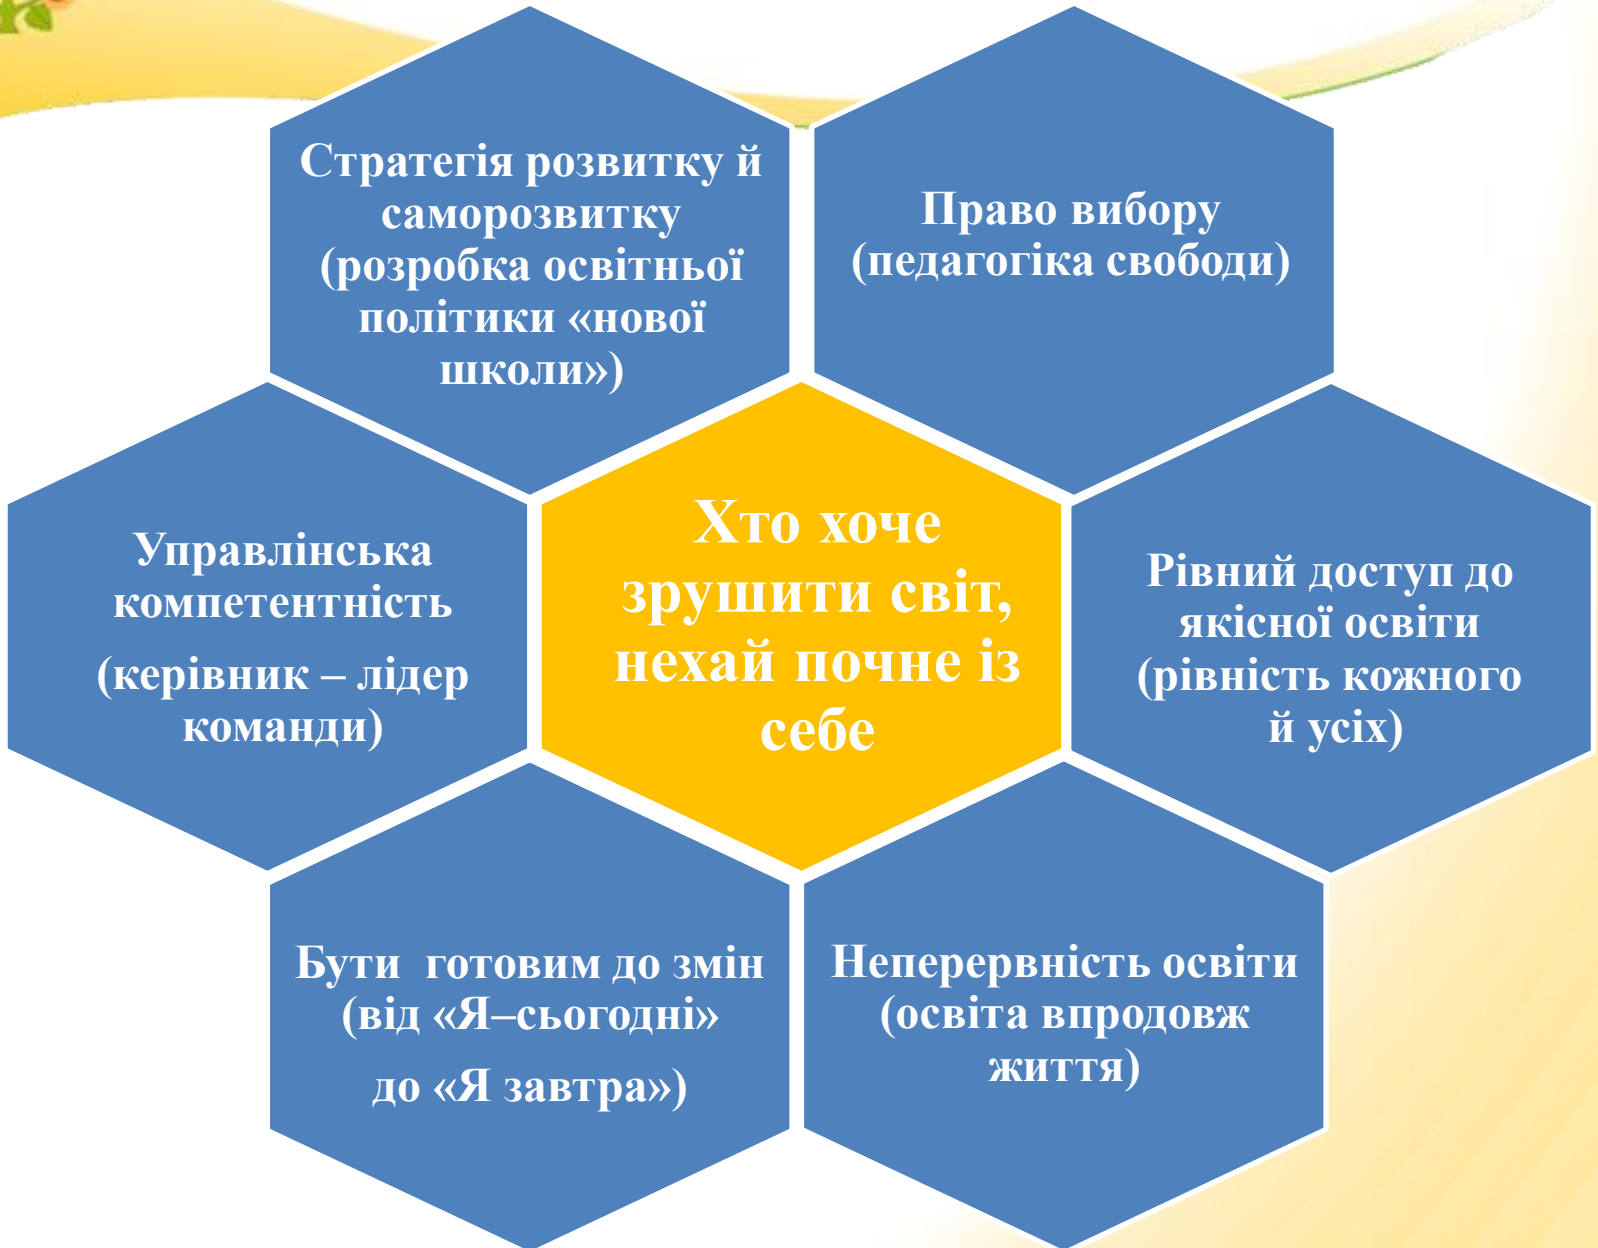 Стратегія розвитку й
саморозвитку
(розробка освітньої
політики «нової
школи»)
Право вибору
(педагогіка свободи)
Управлінська
компетентність
(керівник – лідер
команди)
Хто хоче
зрушити світ,
нехай почне із
себе
Рівний доступ до
якісної освіти
(рівність кожного
й усіх)
Бути  готовим до змін
(від «Я–сьогодні»
до «Я завтра»)
Неперервність освіти
(освіта впродовж
життя)